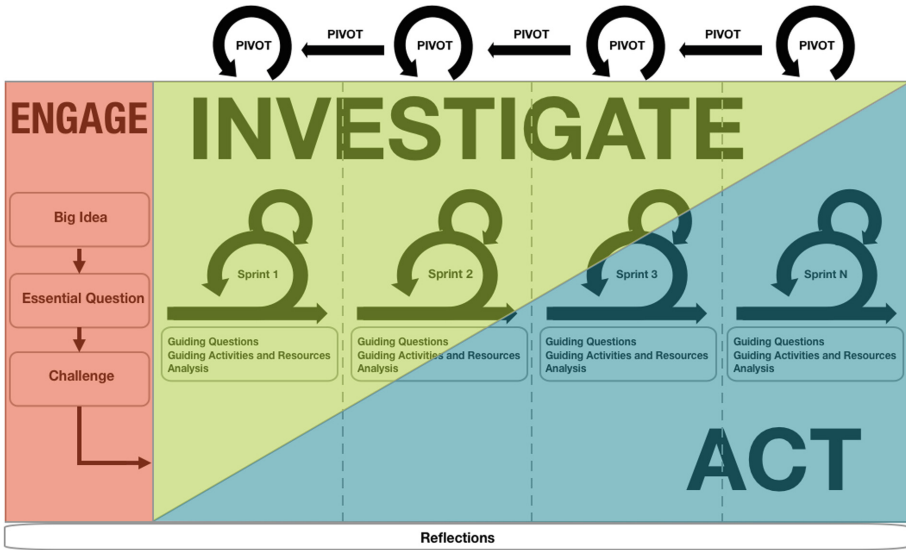 PIVOT
PIVOT
PIVOT
PIVOT
PIVOT
PIVOT
PIVOT
ENGAGE
INVESTIGATE
Big Idea
Essential Question
Challenge
Sprint 1
Sprint 2
Sprint 3
Sprint N
Guiding Questions
Guiding Activities and Resources
Analysis
Guiding Questions
Guiding Activities and Resources
Analysis
Guiding Questions
Guiding Activities and Resources
Analysis
Guiding Questions
Guiding Activities and Resources
Analysis
ACT
Reflections